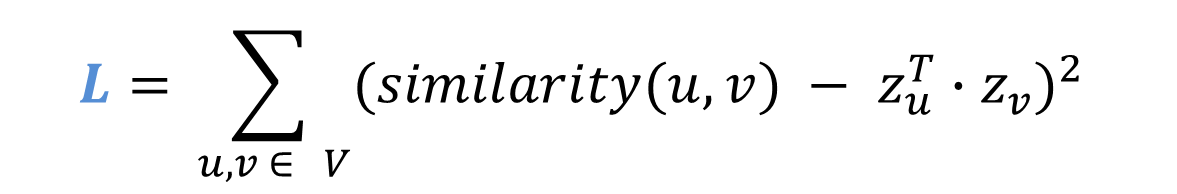 L = ∑ (similarity(u, v) − z_u^T · z_v)^2
u,v ∈ V